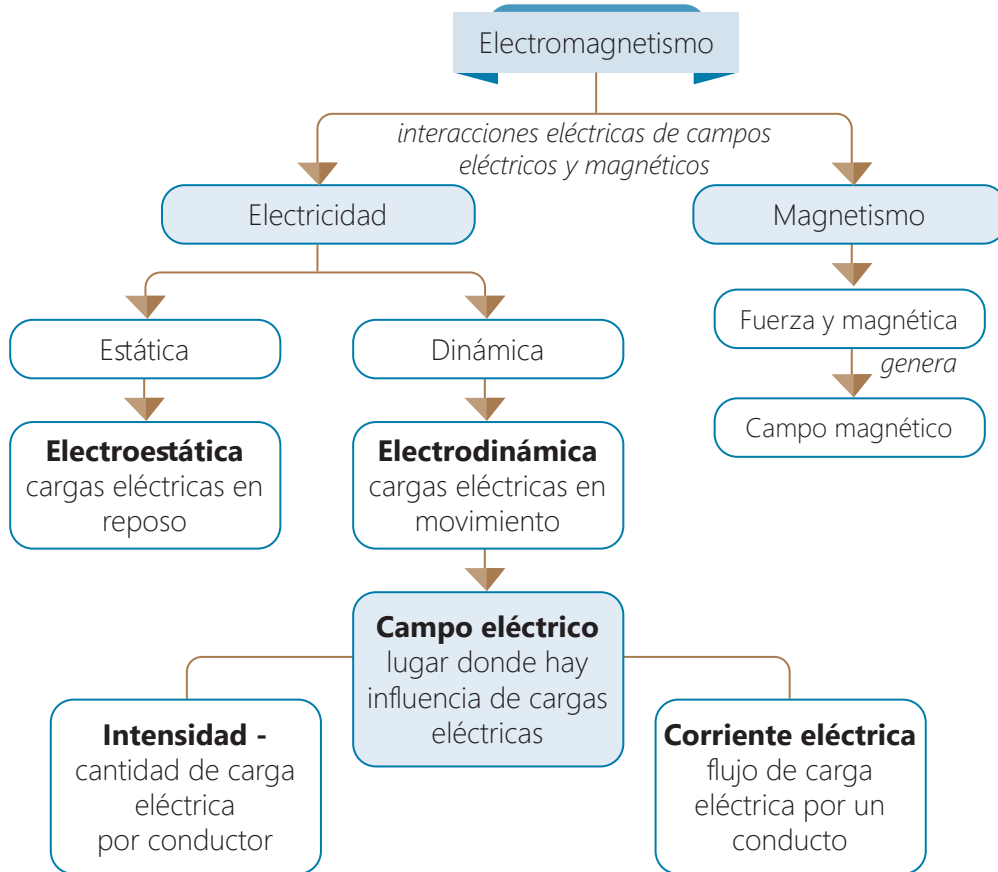 Electromagnetismo
interacciones eléctricas de campos
eléctricos y magnéticos
Electricidad
Magnetismo
Estática
Dinámica
Fuerza y magnética
genera
Campo magnético
Electroestática
cargas eléctricas en
reposo
Electrodinámica
cargas eléctricas en
movimiento
Campo eléctrico
lugar donde hay
influencia de cargas
eléctricas
Intensidad -
cantidad de carga
eléctrica
por conductor
Corriente eléctrica
flujo de carga
eléctrica por un
conducto